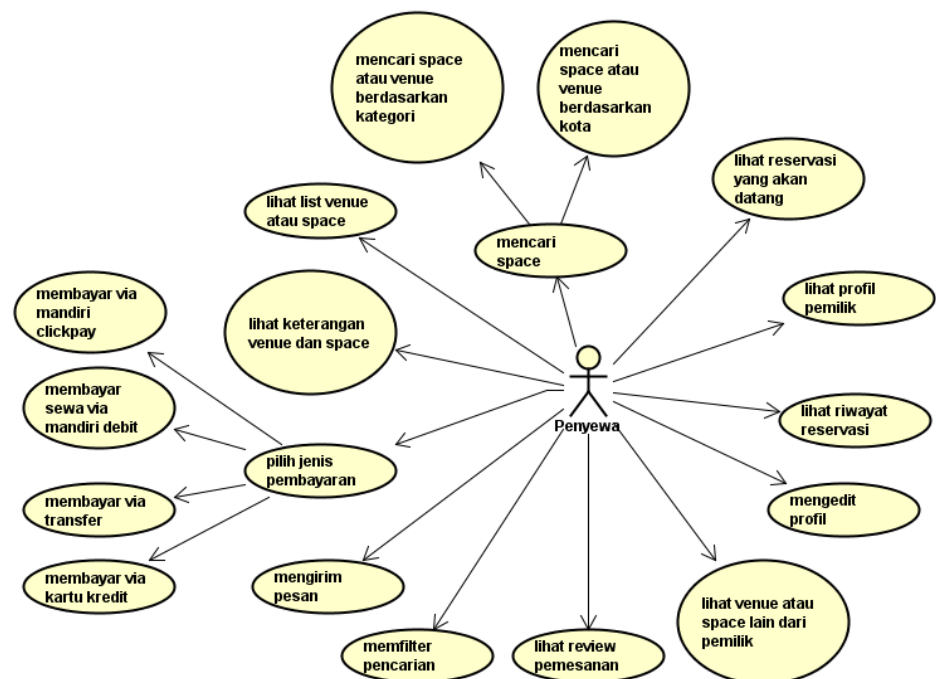 mencari space
atau venue
berdasarkan
kategori
mencari
space atau
venue
berdasarkan
kota
lihat reservasi
yang akan
datang
lihat list venue
atau space
mencari
space
membayar via
mandiri
clickpay
lihat keterangan
venue dan space
lihat profil
pemilik
membayar
sewa via
mandiri debit
Penyewa
lihat riwayat
reservasi
pilih jenis
pembayaran
membayar via
transfer
mengedit
profil
membayar via
kartu kredit
mengirim
pesan
lihat venue atau
space lain dari
pemilik
memfilter
pencarian
lihat review
pemesanan